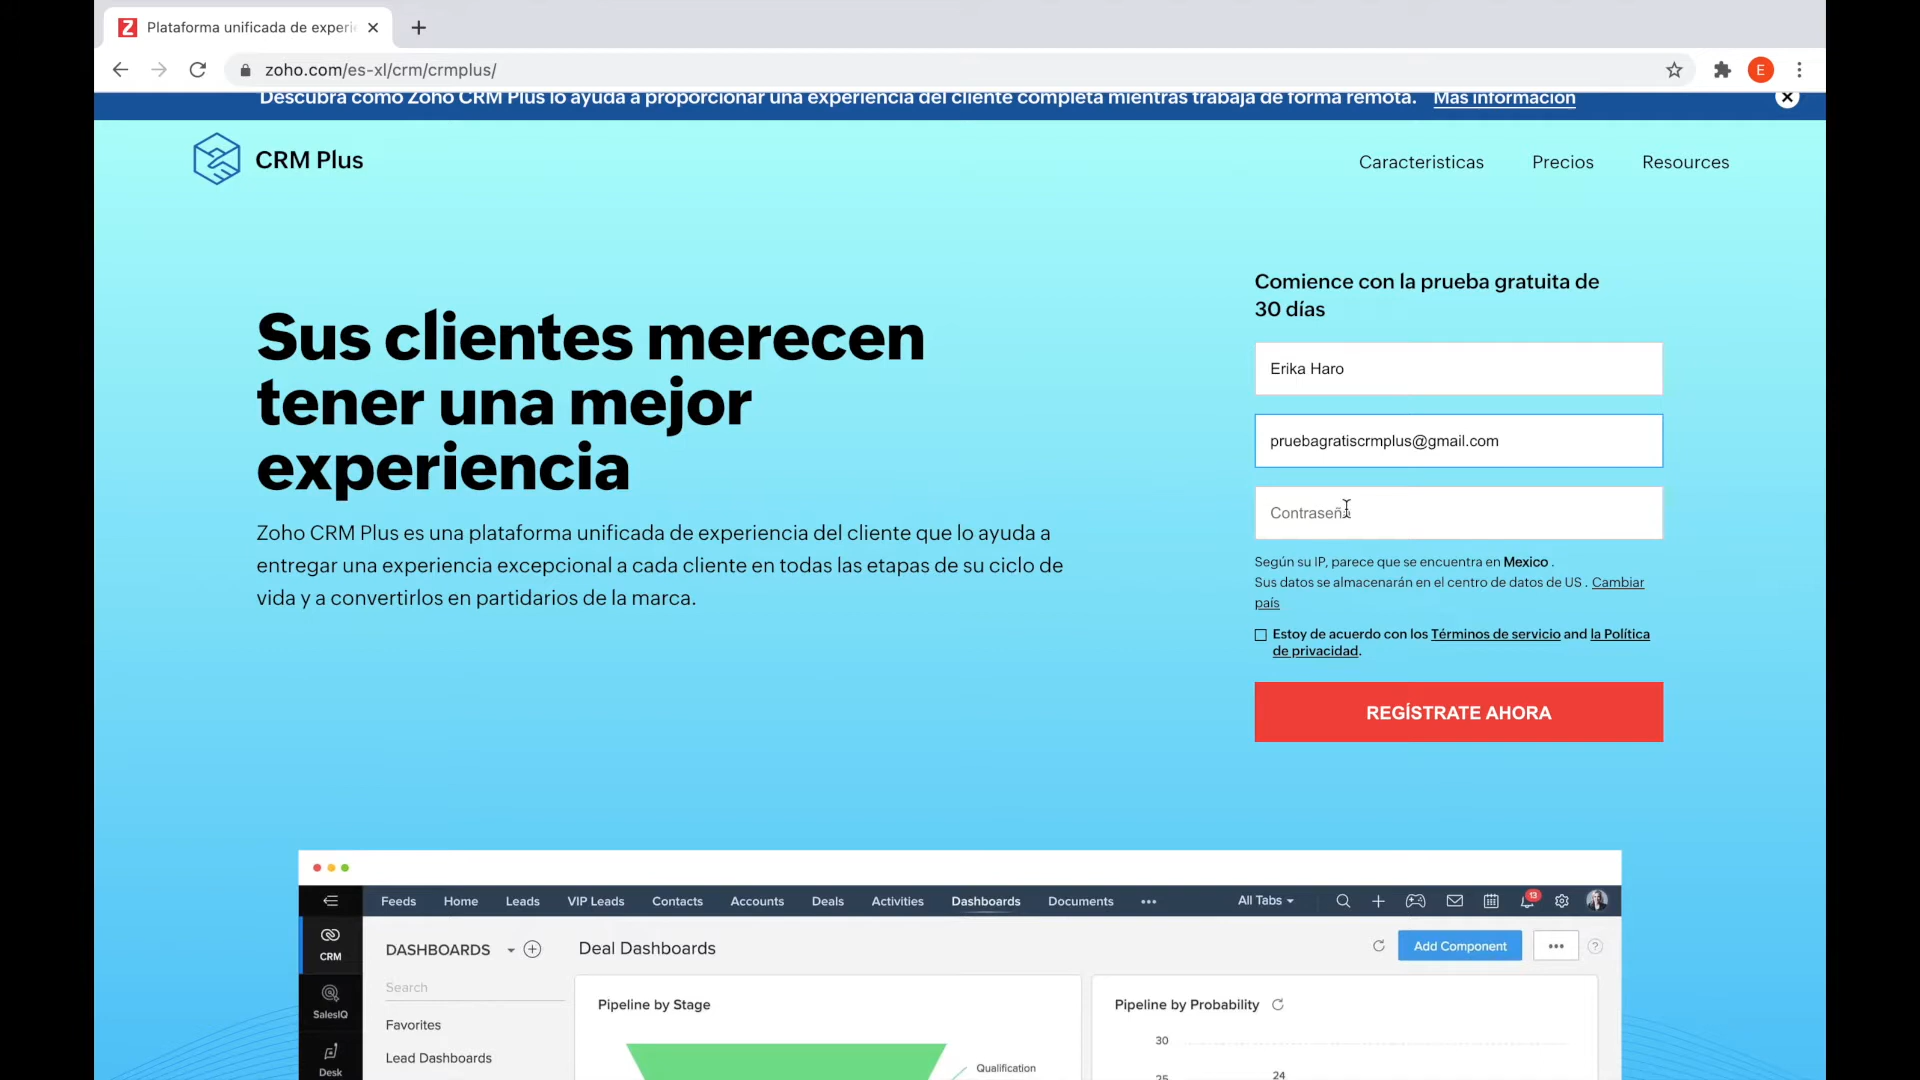 Plataforma unificada de experie
zoho.com/es-xl/crm/crmplus/
E
Descubra cómo Zoho CRM Plus lo ayuda a proporcionar una experiencia del cliente completa mientras trabaja de forma remota. Más información
CRM Plus
Caracteristicas
Precios
Resources
Sus clientes merecen
tener una mejor
experiencia
Zoho CRM Plus es una plataforma unificada de experiencia del cliente que lo ayuda a
entregar una experiencia excepcional a cada cliente en todas las etapas de su ciclo de
vida y a convertirlos en partidarios de la marca.
Comience con la prueba gratuita de
30 días
Erika Haro
pruebagratiscrmplus@gmail.com
Contraseña
Según su IP, parece que se encuentra en Mexico .
Sus datos se almacenarán en el centro de datos de US . Cambiar
país
Estoy de acuerdo con los Términos de servicio and la Política
de privacidad.
REGÍSTRATE AHORA
Feeds Home Leads VIP Leads Contacts Accounts Deals Activities Dashboards Documents ••• All Tabs 13
CRM
SalesIQ
Desk
DASHBOARDS
Search
Favorites
Lead Dashboards
Deal Dashboards
Add Component
•••
?
Pipeline by Stage
Qualification
Pipeline by Probability
30
25
24